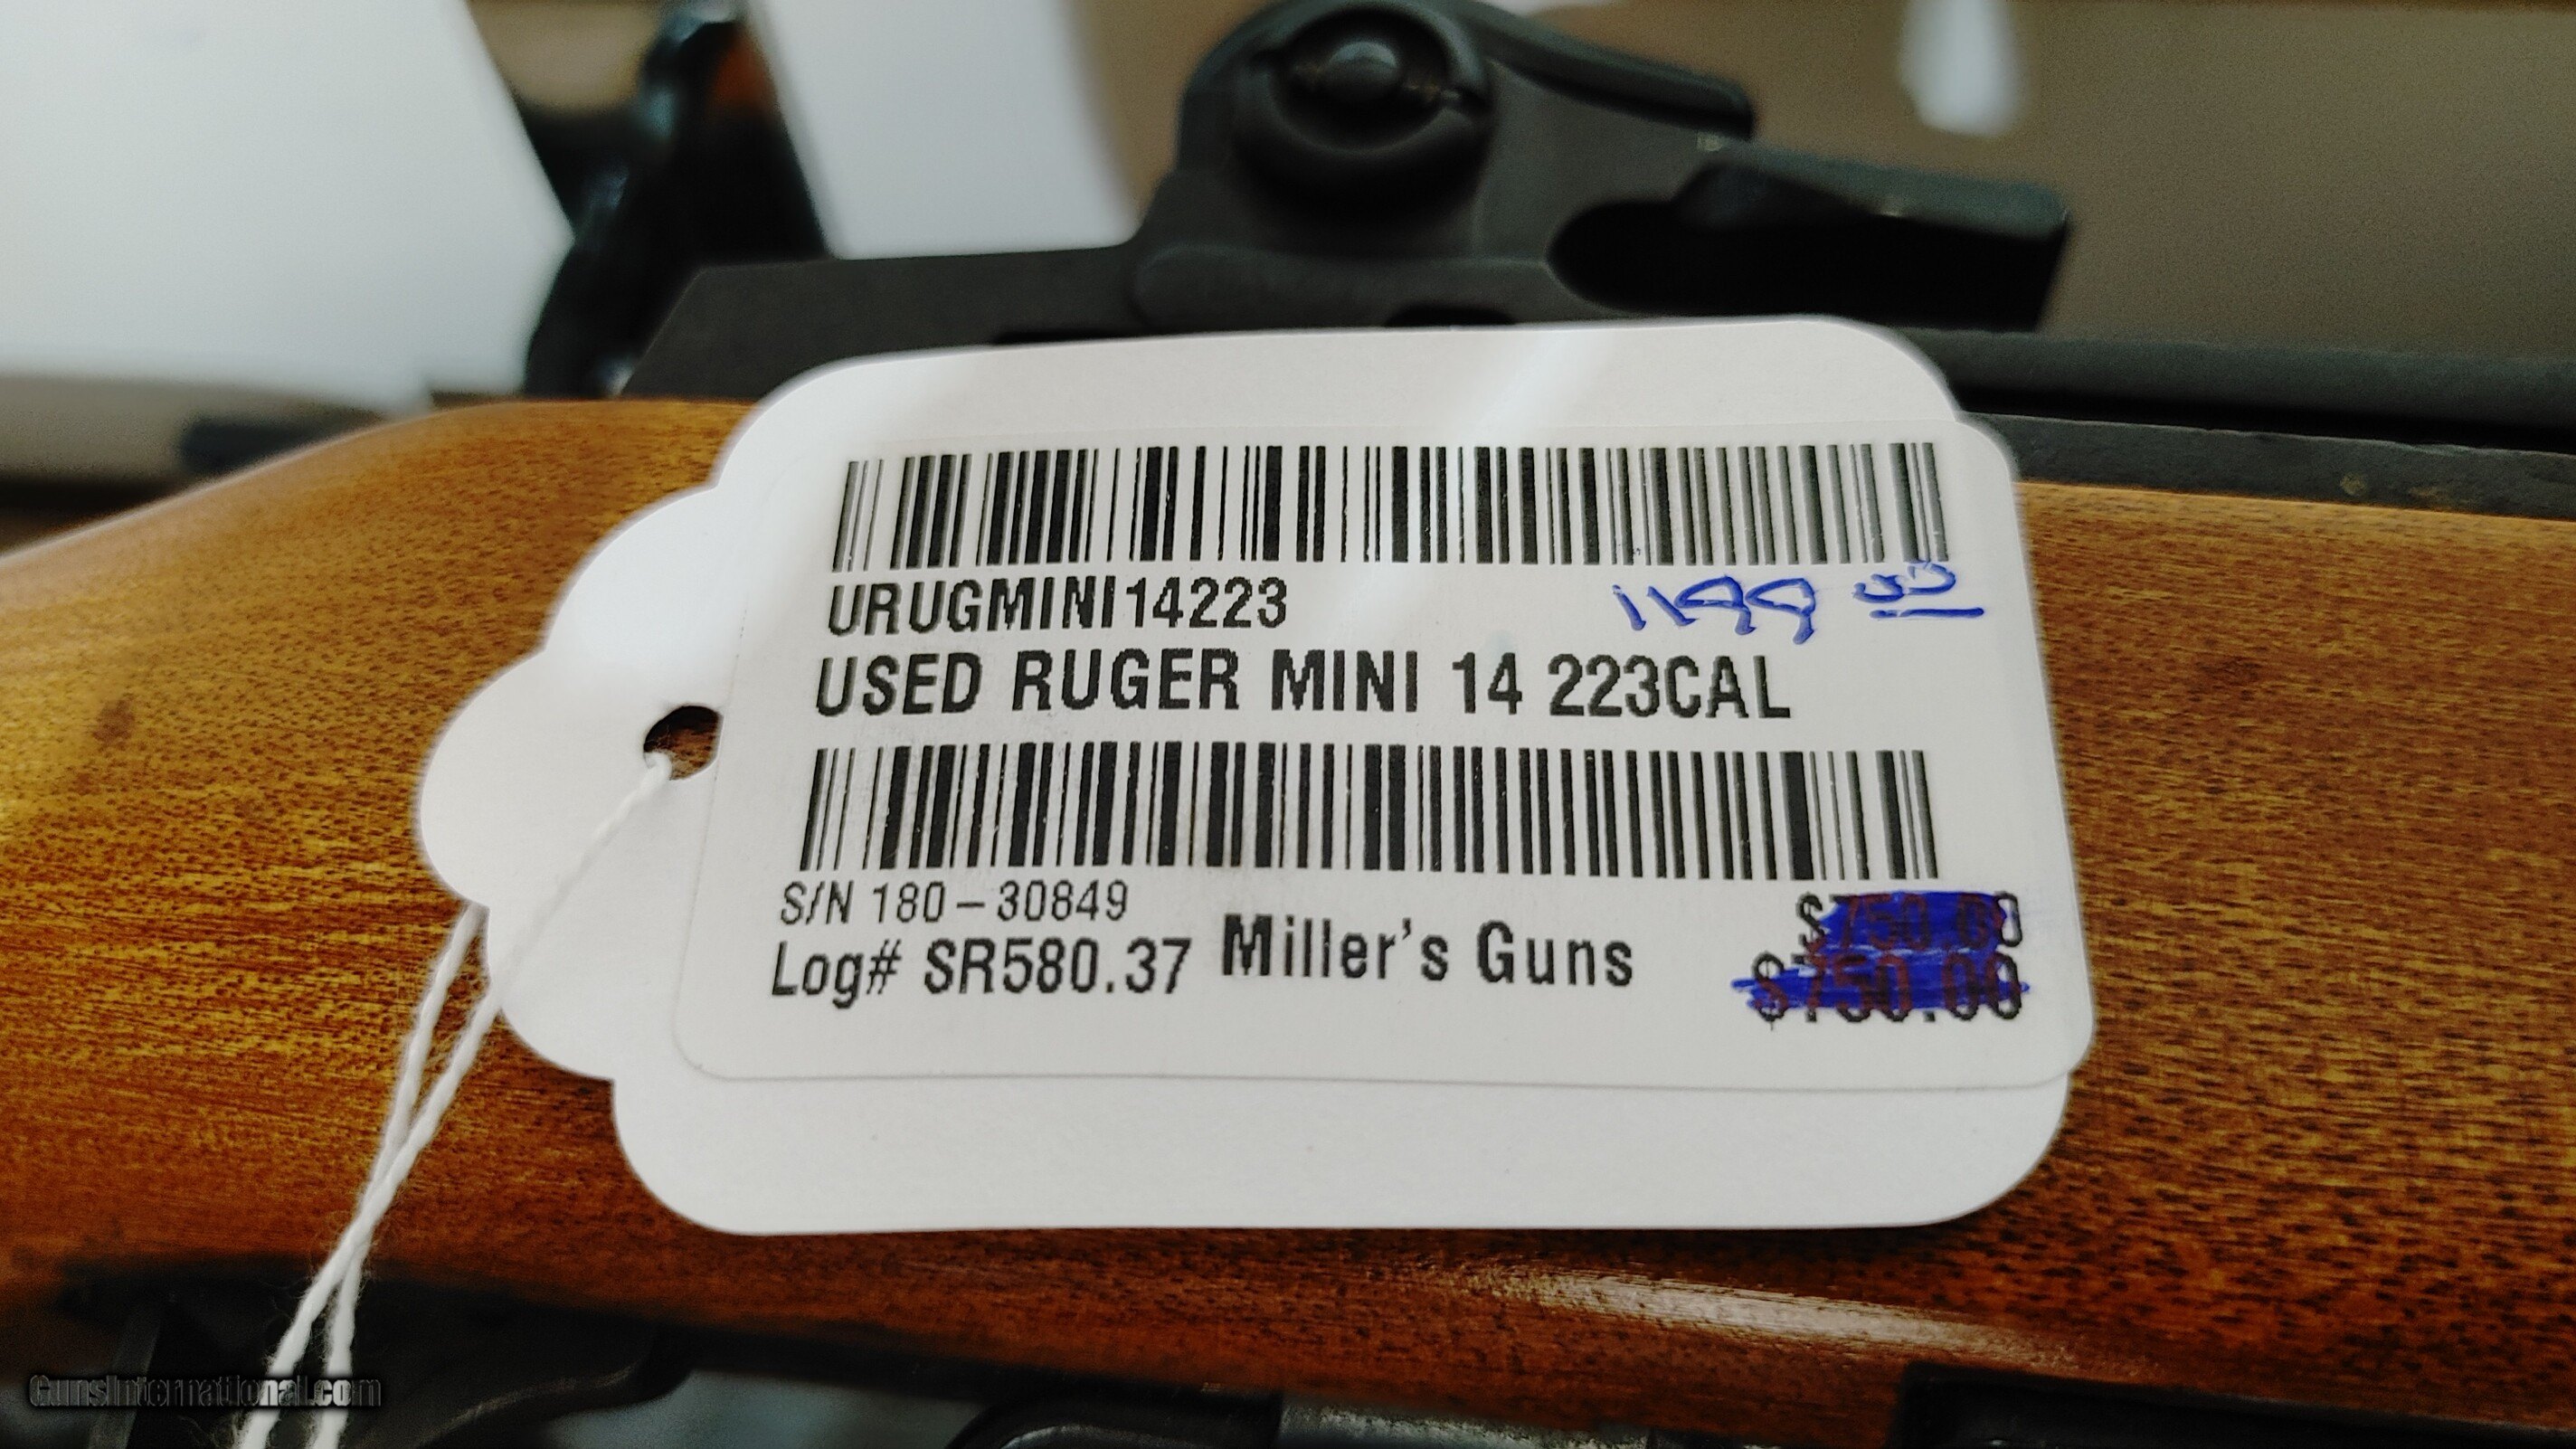 URUGMINI14223
1199 00
USED RUGER MINI 14 223CAL
S/N 180-30849
Log# SR580.37
Miller's Guns
$750.00
$750.00
GunsInternational.com